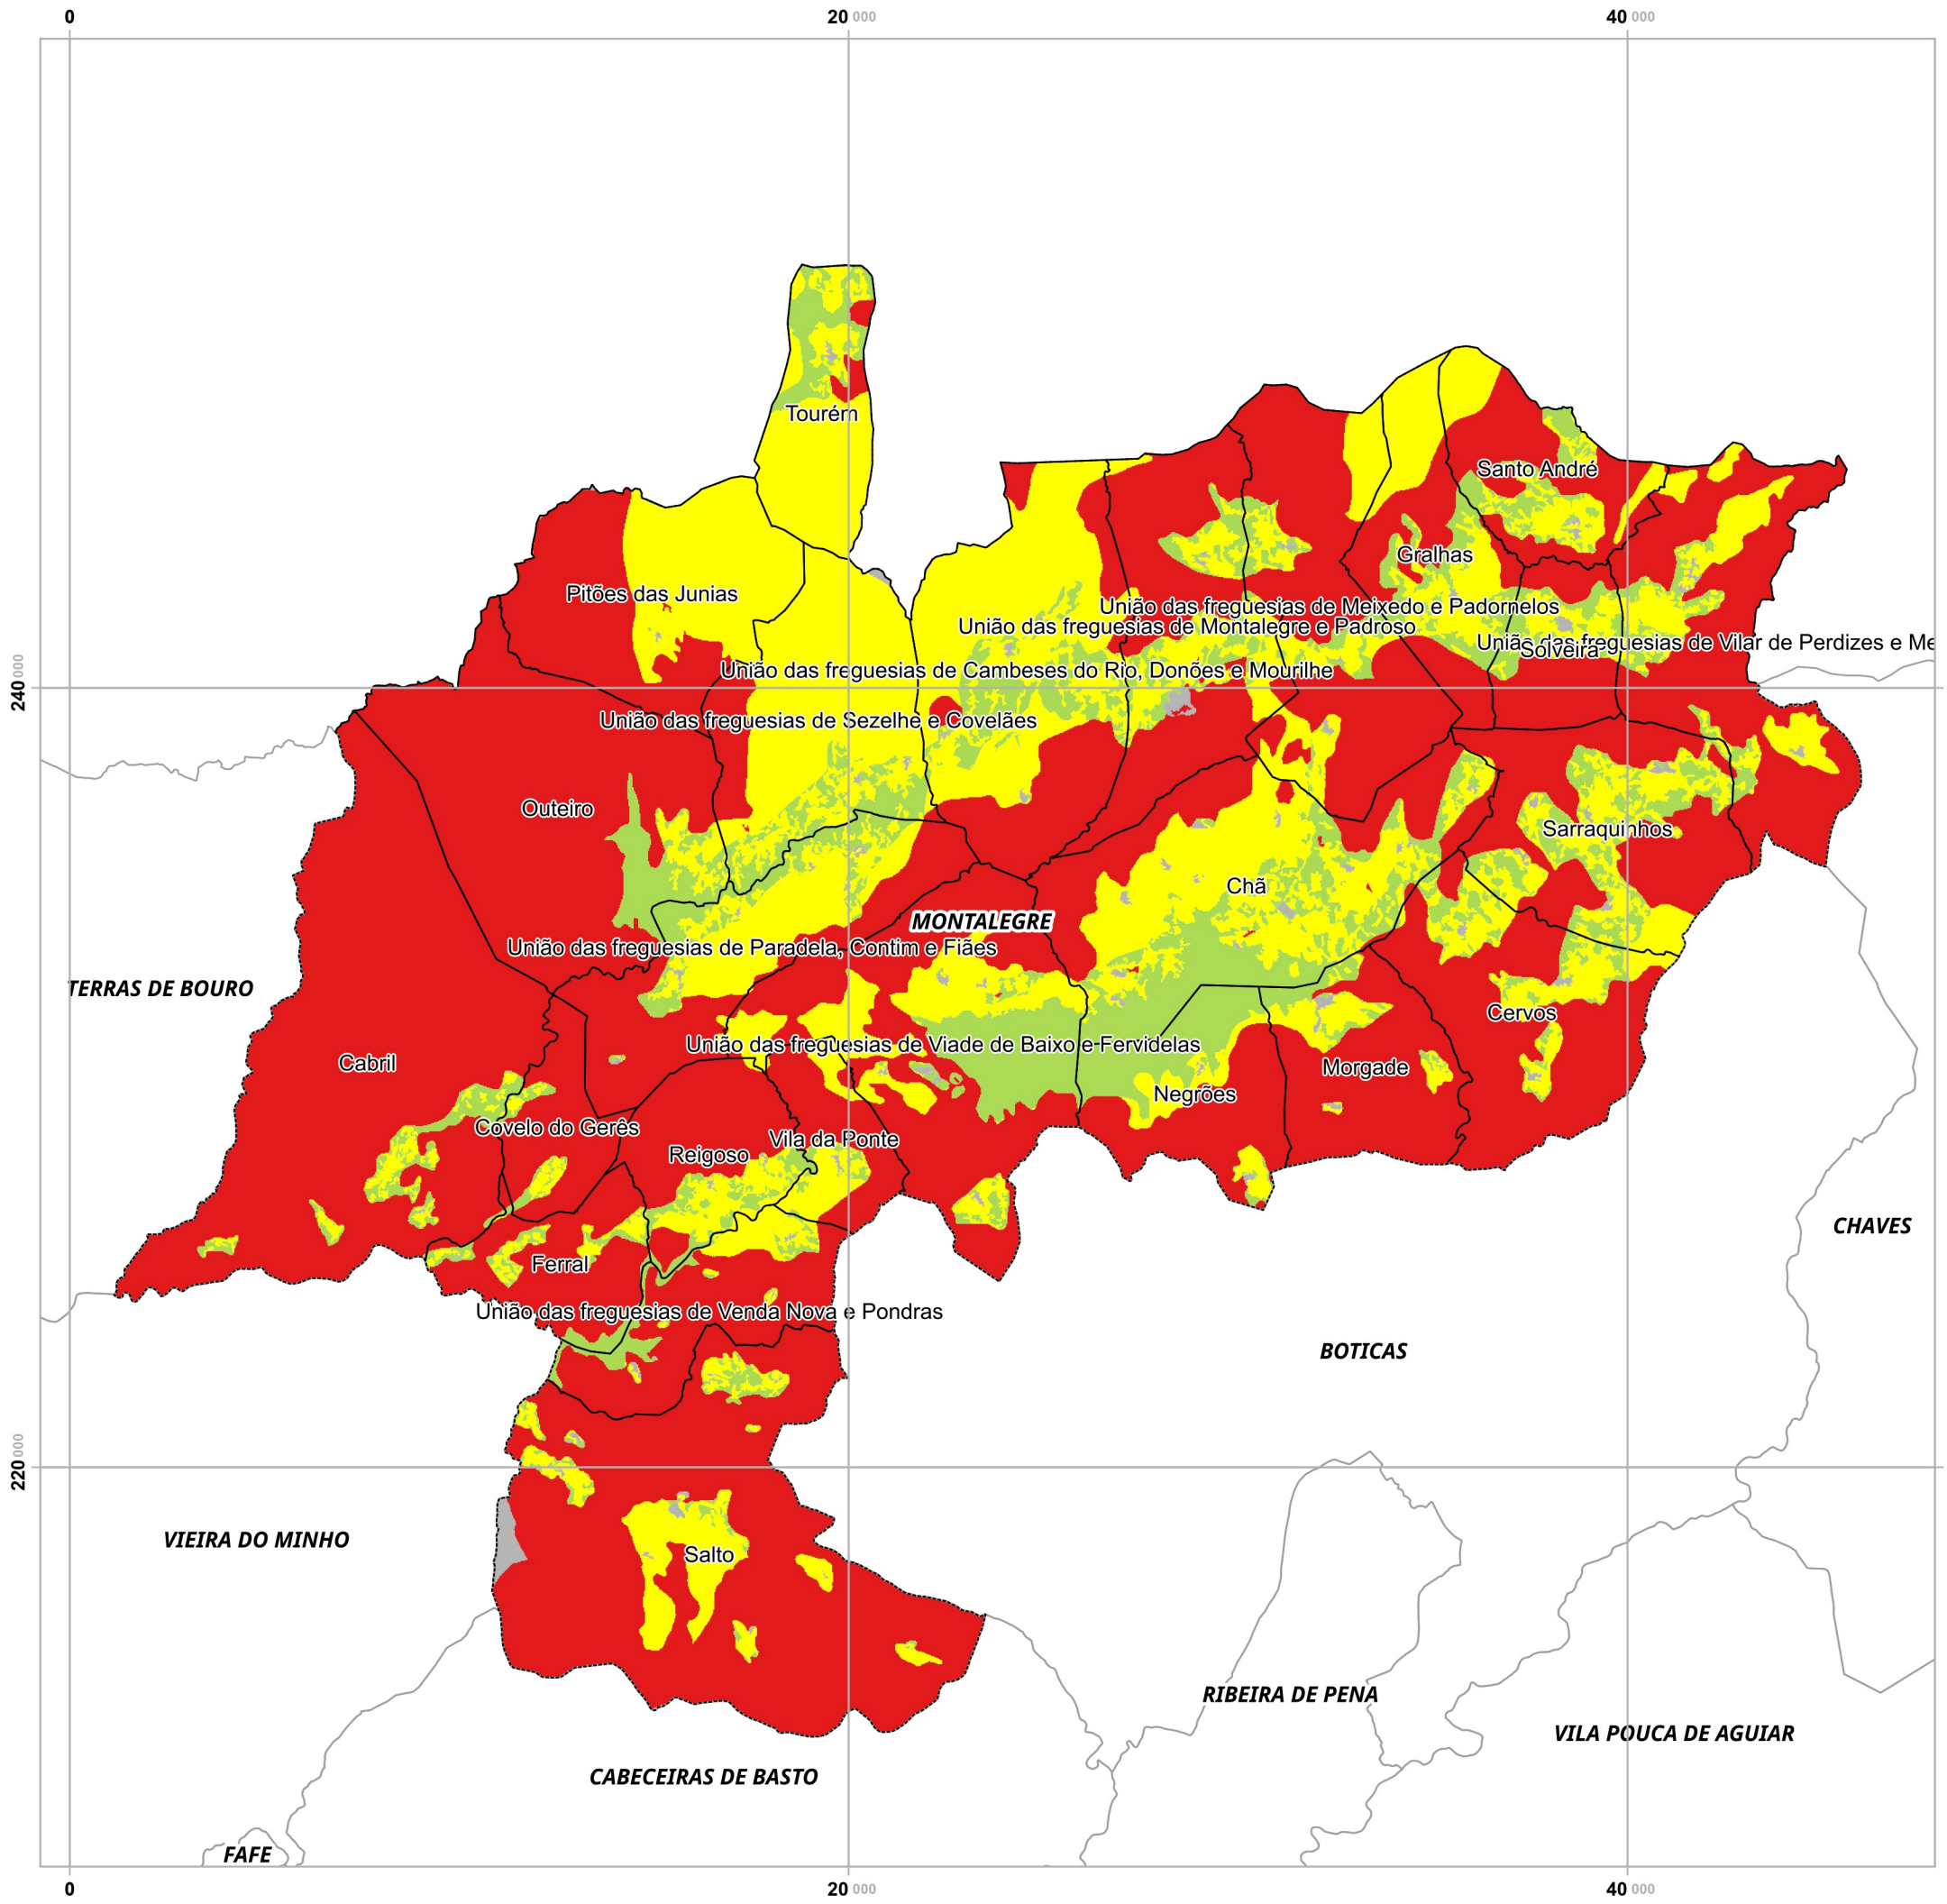 0 20 000 40 000
Tourém
Santo André
Gralhas
Pitões das Junias
União das freguesias de Meixedo e Padornelos
União das freguesias de Montalegre e Padroso
União das freguesias de Vilar de Perdizes e Me
Solveira
União das freguesias de Cambeses do Rio, Donões e Mourilhe
240 000
União das freguesias de Sezelhe e Covelães
Outeiro
Sarraquinhos
Chã
MONTALEGRE
União das freguesias de Paradela, Contim e Fiães
TERRAS DE BOURO
Cervos
União das freguesias de Viade de Baixo e Fervidelas
Cabril
Morgade
Negrões
Covelo do Gerês
Vila da Ponte
Reigoso
CHAVES
Ferral
União das freguesias de Venda Nova e Pondras
BOTICAS
220 000
VIEIRA DO MINHO
Salto
RIBEIRA DE PENA
VILA POUCA DE AGUIAR
CABECEIRAS DE BASTO
FAFE
0 20 000 40 000